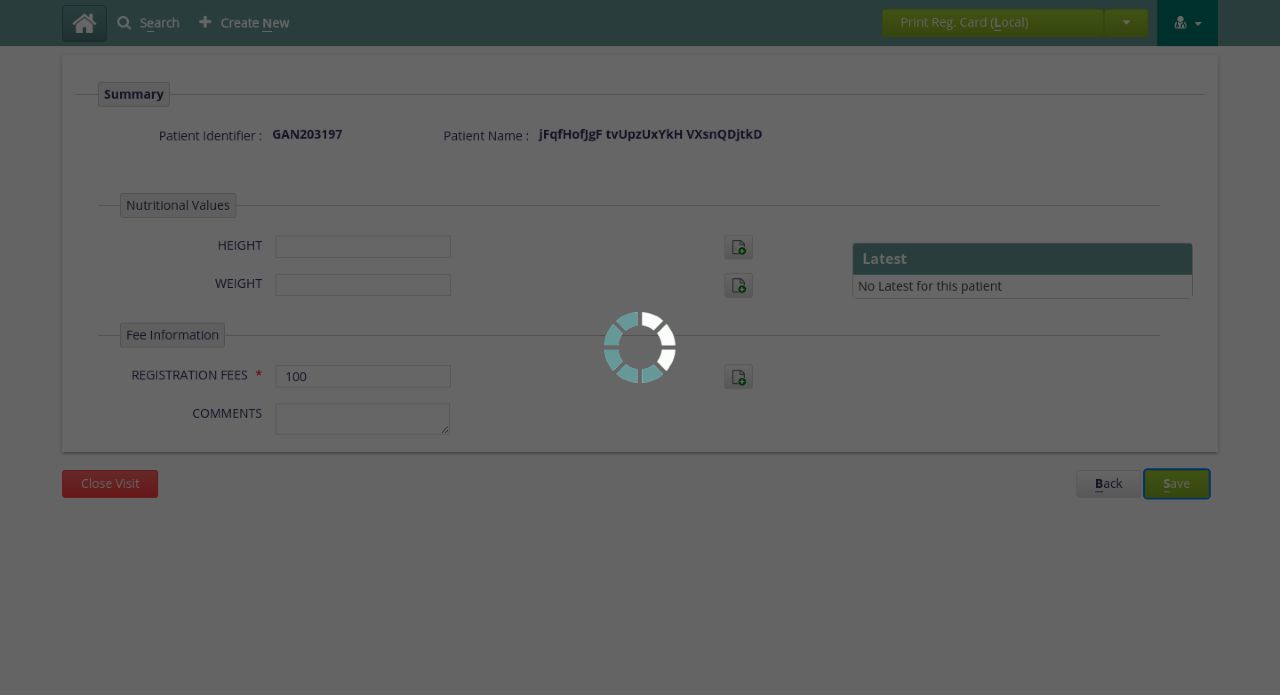 Search Create New Print Reg. Card (Local)
Summary
Patient Identifier : GAN203197 Patient Name : jFqfHofJgF tvUpzUxYkH VXsnQDjtkD
Nutritional Values
HEIGHT
Latest
WEIGHT No Latest for this patient
Fee Information
REGISTRATION FEES * 100
COMMENTS
Close Visit Back Save